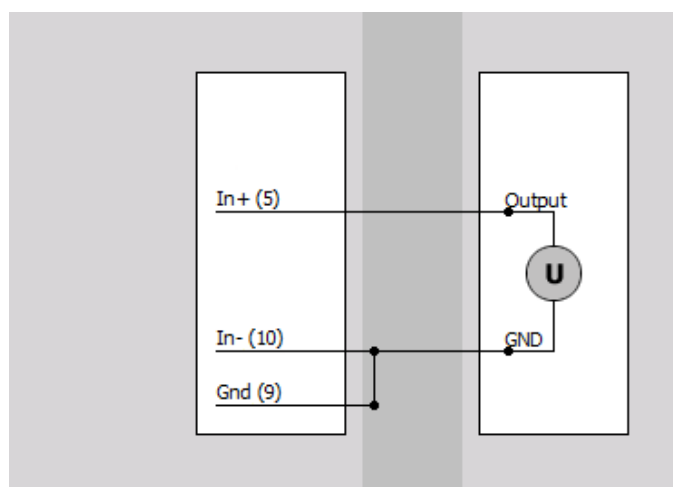 In+ (5)
Output
U
In- (10)
GND
Gnd (9)